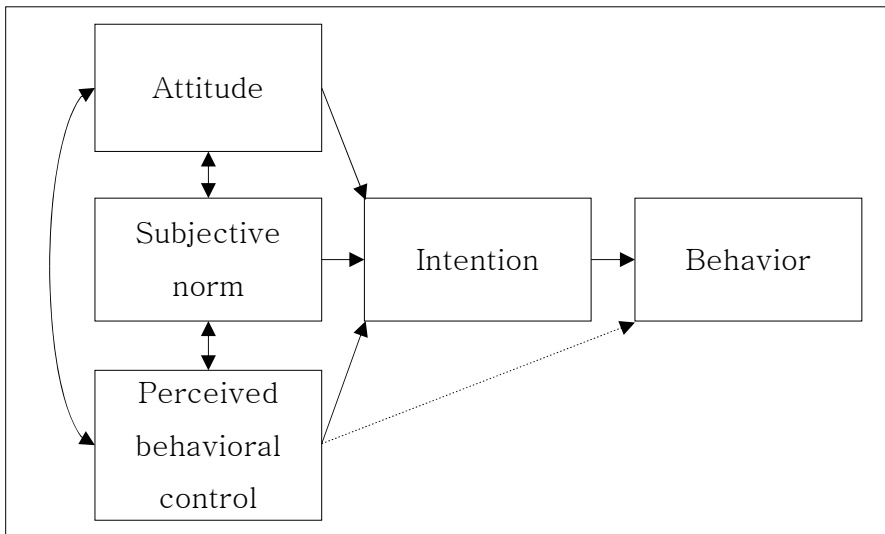 Attitude
Subjective
norm
Intention
Behavior
Perceived
behavioral
control